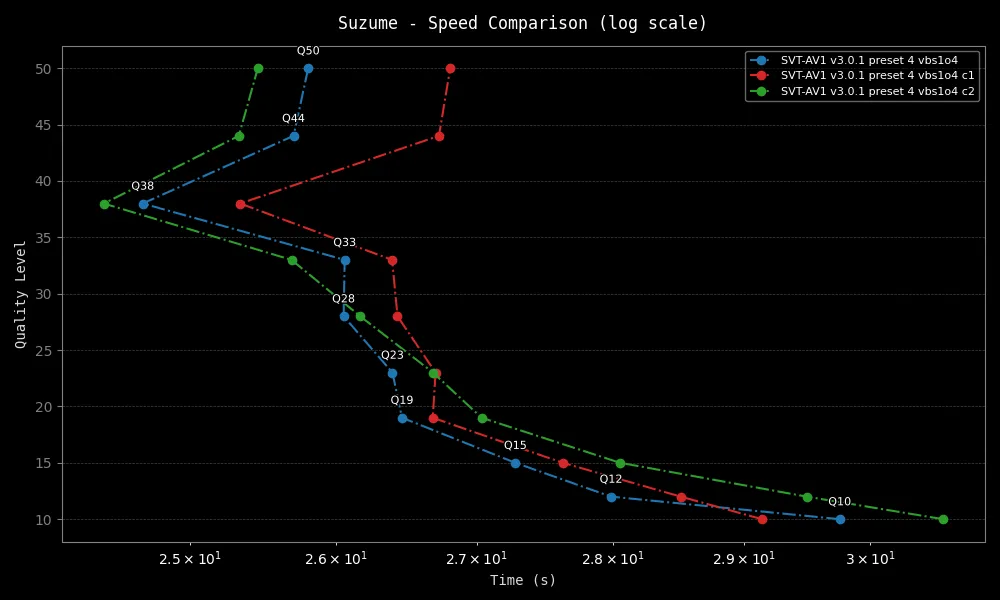 Suzume - Speed Comparison (log scale)
SVT-AV1 v3.0.1 preset 4 vbs1o4
SVT-AV1 v3.0.1 preset 4 vbs1o4 c1
SVT-AV1 v3.0.1 preset 4 vbs1o4 c2
Quality Level
50
45
40
35
30
25
20
15
10
Q50
Q44
Q38
Q33
Q28
Q23
Q19
Q15
Q12
Q10
2.5×10¹ 2.6×10¹ 2.7×10¹ 2.8×10¹ 2.9×10¹ 3×10¹
Time (s)